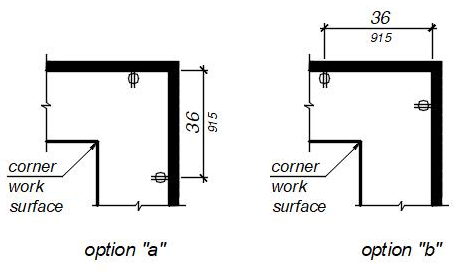 36
915
36
915
corner
work
surface
corner
work
surface
option "a"
option "b"